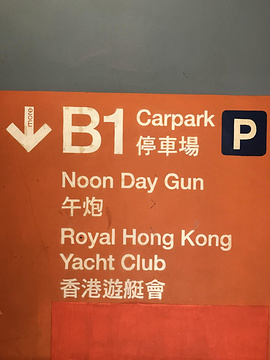 more
B1 Carpark P
停車場
Noon Day Gun
午炮
Royal Hong Kong
Yacht Club
香港遊艇會